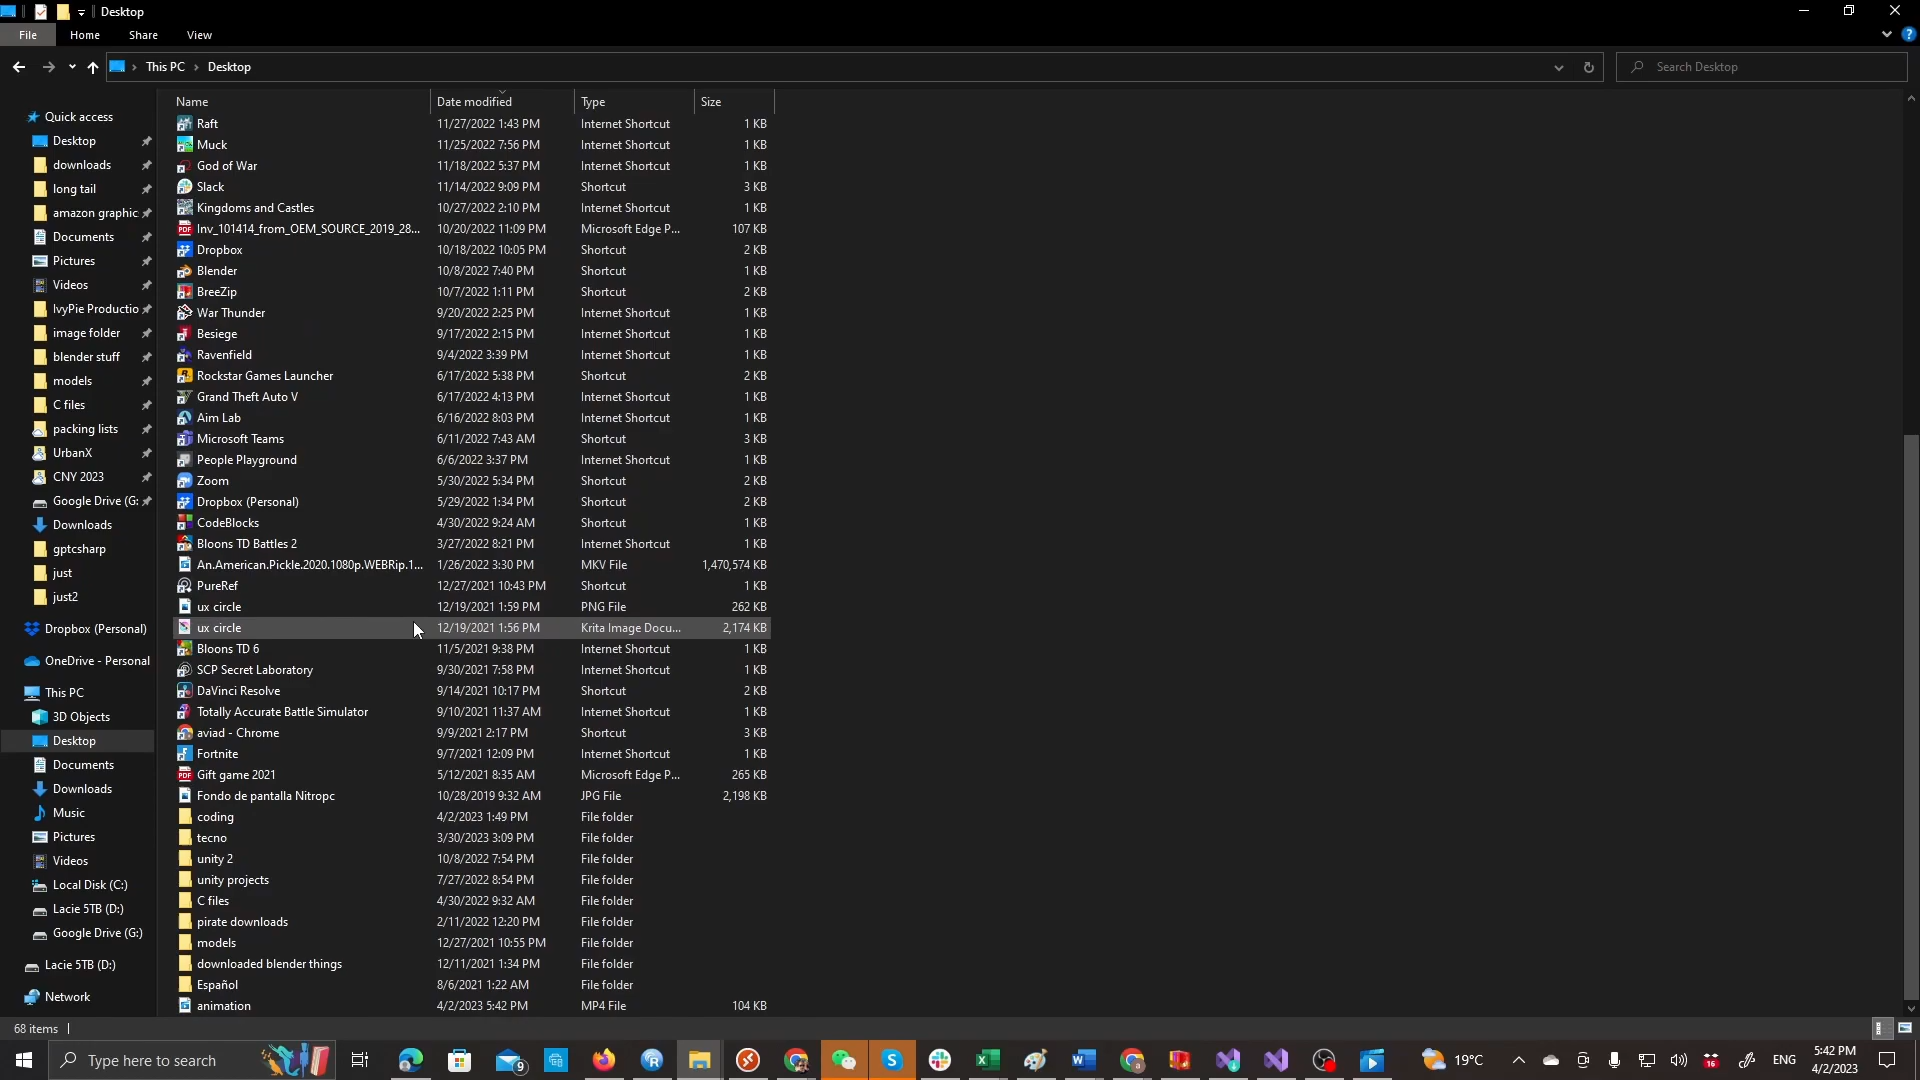 Desktop
File Home Share View
This PC Desktop
Search Desktop
Name Date modified Type Size
Quick access
Desktop
downloads
long tail
amazon graphic
Documents
Pictures
Videos
IvyPie Productio
image folder
blender stuff
models
C files
packing lists
UrbanX
CNY 2023
Google Drive (G:
Downloads
gptcsharp
just
just2
Dropbox (Personal)
OneDrive - Personal
This PC
3D Objects
Desktop
Documents
Downloads
Music
Pictures
Videos
Local Disk (C:)
Lacie 5TB (D:)
Google Drive (G:)
Lacie 5TB (D:)
Network
Raft 11/27/2022 1:43 PM Internet Shortcut 1 KB
Muck 11/25/2022 7:56 PM Internet Shortcut 1 KB
God of War 11/18/2022 5:37 PM Internet Shortcut 1 KB
Slack 11/14/2022 9:09 PM Shortcut 3 KB
Kingdoms and Castles 10/27/2022 2:10 PM Internet Shortcut 1 KB
Inv_101414_from_OEM_SOURCE_2019_28... 10/20/2022 11:09 PM Microsoft Edge P... 107 KB
Dropbox 10/18/2022 10:05 PM Shortcut 2 KB
Blender 10/8/2022 7:40 PM Shortcut 1 KB
BreeZip 10/7/2022 1:11 PM Shortcut 2 KB
War Thunder 9/20/2022 2:25 PM Internet Shortcut 1 KB
Besiege 9/17/2022 2:15 PM Internet Shortcut 1 KB
Ravenfield 9/4/2022 3:39 PM Internet Shortcut 1 KB
Rockstar Games Launcher 6/17/2022 5:38 PM Shortcut 2 KB
Grand Theft Auto V 6/17/2022 4:13 PM Internet Shortcut 1 KB
Aim Lab 6/16/2022 8:03 PM Internet Shortcut 1 KB
Microsoft Teams 6/11/2022 7:43 AM Shortcut 3 KB
People Playground 6/6/2022 3:37 PM Internet Shortcut 1 KB
Zoom 5/30/2022 5:34 PM Shortcut 2 KB
Dropbox (Personal) 5/29/2022 1:34 PM Shortcut 2 KB
CodeBlocks 4/30/2022 9:24 AM Shortcut 1 KB
Bloons TD Battles 2 3/27/2022 8:21 PM Internet Shortcut 1 KB
An.American.Pickle.2020.1080p.WEBRip.1... 1/26/2022 3:30 PM MKV File 1,470,574 KB
PureRef 12/27/2021 10:43 PM Shortcut 1 KB
ux circle 12/19/2021 1:59 PM PNG File 262 KB
ux circle 12/19/2021 1:56 PM Krita Image Docu... 2,174 KB
Bloons TD 6 11/5/2021 9:38 PM Internet Shortcut 1 KB
SCP Secret Laboratory 9/30/2021 7:58 PM Internet Shortcut 1 KB
DaVinci Resolve 9/14/2021 10:17 PM Shortcut 2 KB
Totally Accurate Battle Simulator 9/10/2021 11:37 AM Internet Shortcut 1 KB
aviad - Chrome 9/9/2021 2:17 PM Shortcut 3 KB
Fortnite 9/7/2021 12:09 PM Internet Shortcut 1 KB
Gift game 2021 5/12/2021 8:35 AM Microsoft Edge P... 265 KB
Fondo de pantalla Nitropc 10/28/2019 9:32 AM JPG File 2,198 KB
coding 4/2/2023 1:49 PM File folder
tecno 3/30/2023 3:09 PM File folder
unity 2 10/8/2022 7:54 PM File folder
unity projects 7/27/2022 8:54 PM File folder
C files 4/30/2022 9:32 AM File folder
pirate downloads 2/11/2022 12:20 PM File folder
models 12/27/2021 10:55 PM File folder
downloaded blender things 12/11/2021 1:34 PM File folder
Español 8/6/2021 1:22 AM File folder
animation 4/2/2023 5:42 PM MP4 File 104 KB
68 items
Type here to search 9 19°C 16 ENG 5:42 PM
4/2/2023